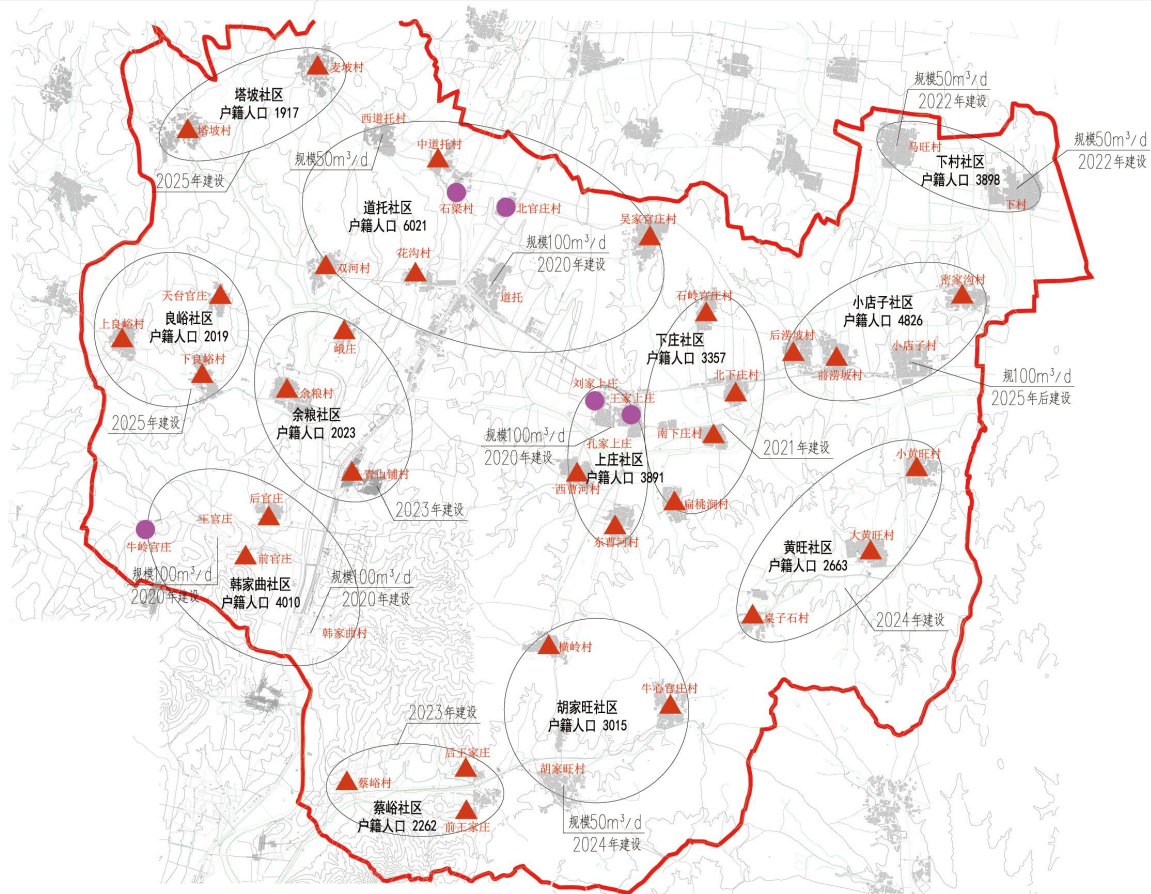 麦坡村
塔坡社区
户籍人口 1917
塔坡村
2025年建设
西道托村
规模50m³/d
中道托村
石梁村
北官庄村
道托社区
户籍人口 6021
吴家官庄村
规模100m³/d
2020年建设
双河村
花沟村
道托
规模50m³/d
2022年建设
马旺村
下村社区
户籍人口 3898
规模50m³/d
2022年建设
下村
天台官庄
良峪社区
户籍人口 2019
上良峪村
下良峪村
2025年建设
峨庄
余粮村
余粮社区
户籍人口 2023
青山铺村
2023年建设
石岭官庄村
下庄社区
户籍人口 3357
北下庄村
南下庄村
2021年建设
扁桃涧村
密家沟村
小店子社区
户籍人口 4826
后涝坡村
前涝坡村
小店子村
规100m³/d
2025年后建设
刘家上庄
王家上庄
规模100m³/d
2020年建设
孔家上庄
上庄社区
户籍人口 3891
西曹河村
东曹河村
小黄旺村
黄旺社区
户籍人口 2663
大黄旺村
桌子石村
2024年建设
后官庄
王官庄
牛岭官庄
前官庄
规模100m³/d
2020年建设
韩家曲社区
户籍人口 4010
规模100m³/d
2020年建设
韩家曲村
横岭村
牛心官庄村
胡家旺社区
户籍人口 3015
胡家旺村
规模50m³/d
2024年建设
2023年建设
后王家庄
蔡峪村
蔡峪社区
户籍人口 2262
前王家庄